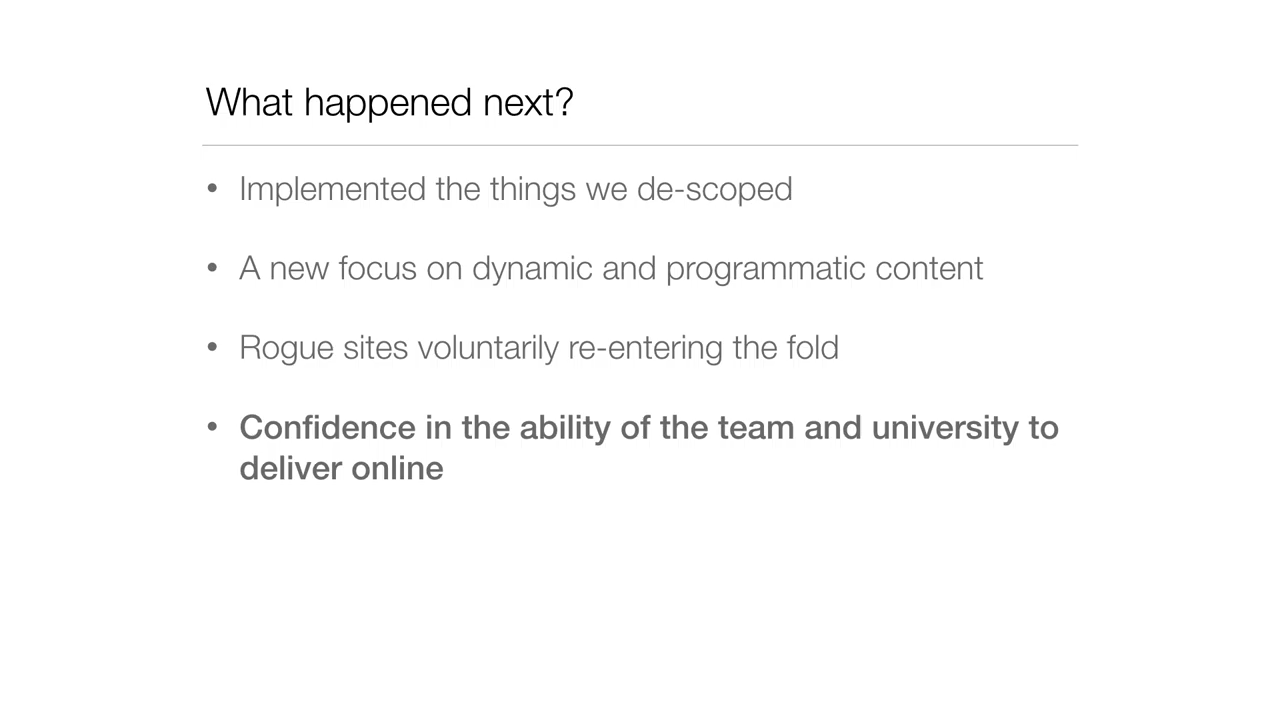 What happened next?
• Implemented the things we de-scoped
• A new focus on dynamic and programmatic content
• Rogue sites voluntarily re-entering the fold
• Confidence in the ability of the team and university to
deliver online